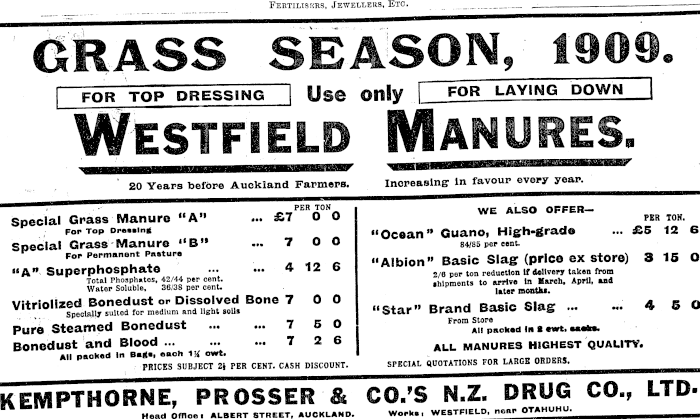 FERTILISERS, JEWELLERS, ETC.
GRASS SEASON, 1909.
FOR TOP DRESSING Use only FOR LAYING DOWN
WESTFIELD MANURES.
20 Years before Auckland Farmers. Increasing in favour every year.
PER TON
Special Grass Manure "A" ... £7 0 0
For Top Dressing
Special Grass Manure "B" ... 7 0 0
For Permanent Pasture
"A" Superphosphate ... ... 4 12 6
Total Phosphates, 42/44 per cent.
Water Soluble, 36/38 per cent.
Vitriolized Bonedust or Dissolved Bone 7 0 0
Specially suited for medium and light soils
Pure Steamed Bonedust ... ... 7 5 0
Bonedust and Blood ... ... ... 7 2 6
All packed in Bags, each 1½ cwt.
PRICES SUBJECT 2½ PER CENT. CASH DISCOUNT.
WE ALSO OFFER—
PER TON.
"Ocean" Guano, High-grade ... £5 12 6
84/85 per cent.
"Albion" Basic Slag (price ex store) 3 15 0
2/6 per ton reduction if delivery taken from
shipments to arrive in March, April, and
later months.
"Star" Brand Basic Slag ... ... 4 5 0
From Store
All packed in 2 cwt. sacks.
ALL MANURES HIGHEST QUALITY.
SPECIAL QUOTATIONS FOR LARGE ORDERS.
KEMPTHORNE, PROSSER & CO.'S N.Z. DRUG CO., LTD.
Head Office: ALBERT STREET, AUCKLAND. Works: WESTFIELD, near OTAHUHU.